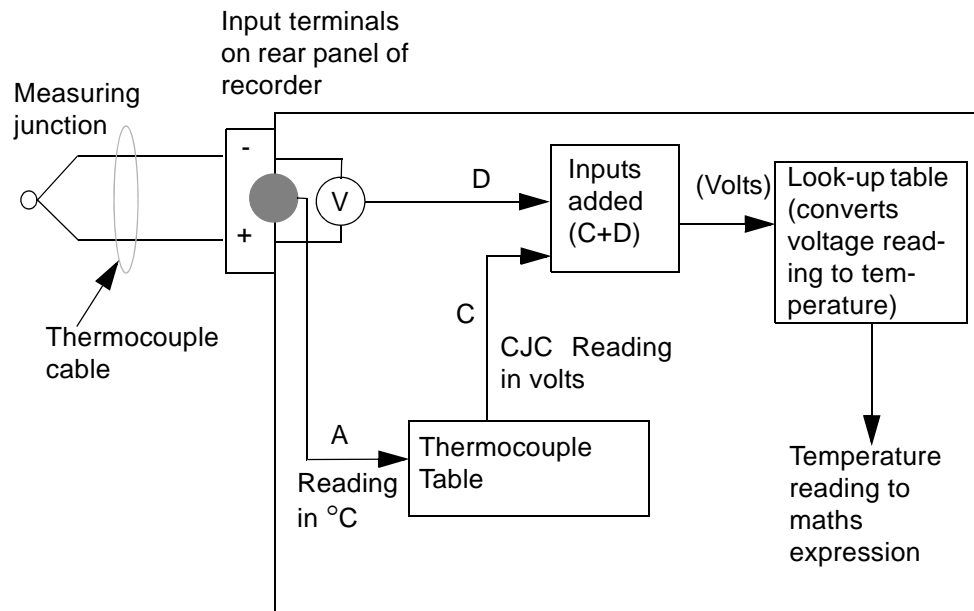 Input terminals
on rear panel of
recorder
Measuring
junction
-
+
V
D
Inputs
added
(C+D)
(Volts)
Look-up table
(converts
voltage read-
ing to tem-
perature)
Thermocouple
cable
C
CJC Reading
in volts
A
Reading
in °C
Thermocouple
Table
Temperature
reading to
maths
expression